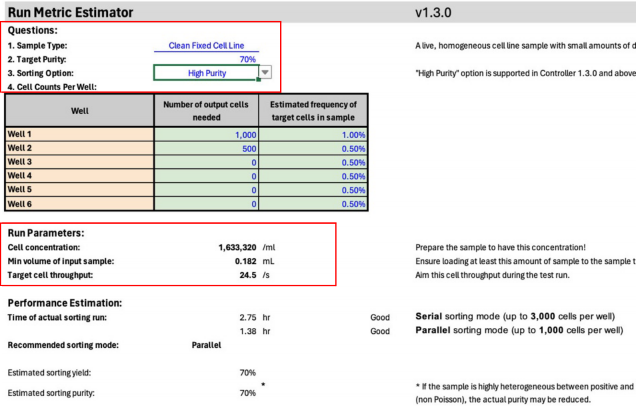 Run Metric Estimator v1.3.0
Questions:
1. Sample Type: Clean Fixed Cell Line A live, homogeneous cell line sample with small amounts of d
2. Target Purity: 70%
3. Sorting Option: High Purity "High Purity" option is supported in Controller 1.3.0 and above
4. Cell Counts Per Well:
Well Number of output cells needed Estimated frequency of target cells in sample
Well 1 1,000 1.00%
Well 2 500 0.50%
Well 3 0 0.50%
Well 4 0 0.50%
Well 5 0 0.50%
Well 6 0 0.50%
Run Parameters:
Cell concentration: 1,633,320 /ml Prepare the sample to have this concentration!
Min volume of input sample: 0.182 mL Ensure loading at least this amount of sample to the sample t
Target cell throughput: 24.5 /s Aim this cell throughput during the test run.
Performance Estimation:
Time of actual sorting run: 2.75 hr Good Serial sorting mode (up to 3,000 cells per well)
1.38 hr Good Parallel sorting mode (up to 1,000 cells per well)
Recommended sorting mode: Parallel
Estimated sorting yield: 70%
Estimated sorting purity: 70% * * If the sample is highly heterogeneous between positive and
(non Poisson), the actual purity may be reduced.